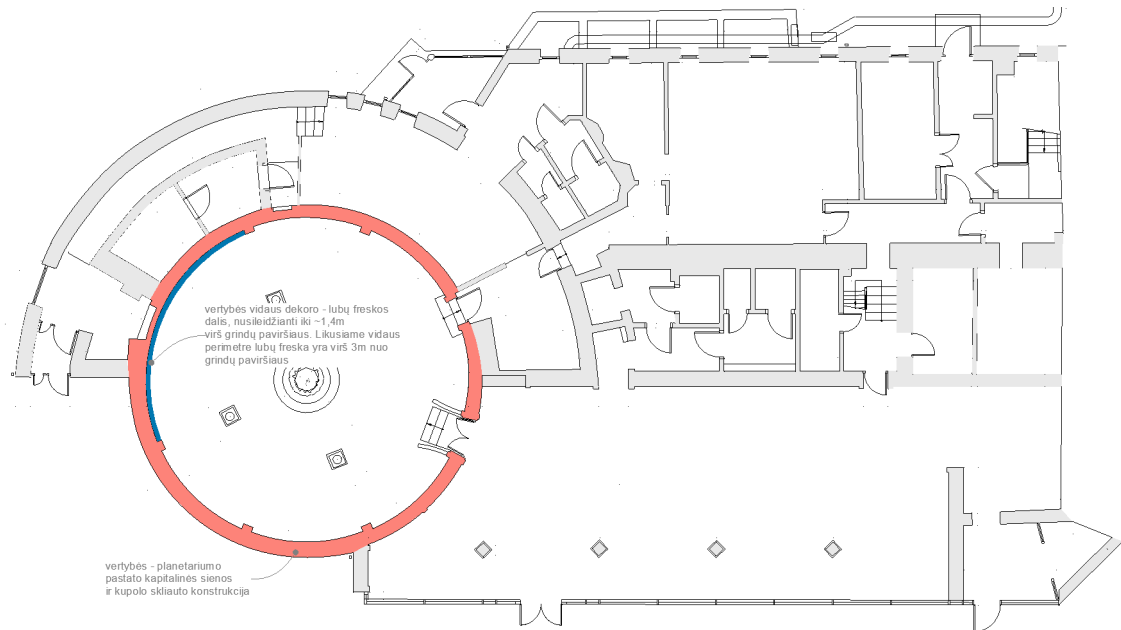 vertybės vidaus dekoro - lubų freskos
dalis, nusileidžianti iki ~1,4m
virš grindų paviršiaus. Likusiame vidaus
perimetre lubų freska yra virš 3m nuo
grindų paviršiaus
vertybės - planetariumo
pastato kapitalinės sienos
ir kupolo skliauto konstrukcija